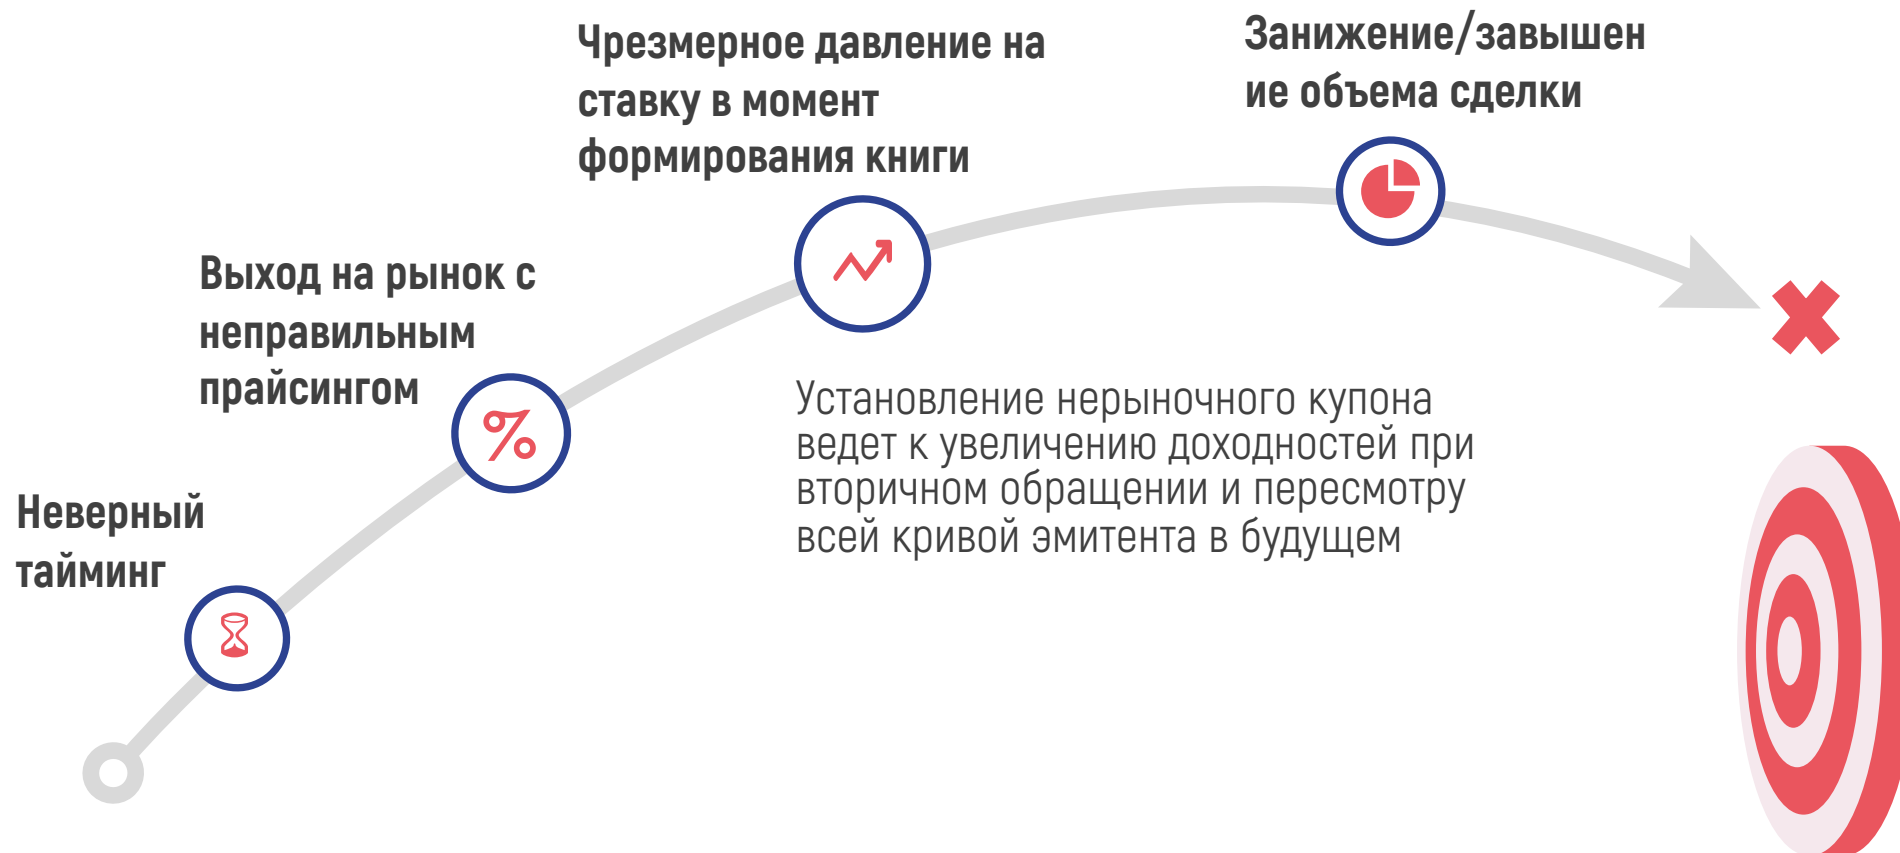 Неверный
тайминг
Выход на рынок с
неправильным
прайсингом
%
Чрезмерное давление на
ставку в момент
формирования книги
Занижение/завышен
ие объема сделки
Установление нерыночного купона
ведет к увеличению доходностей при
вторичном обращении и пересмотру
всей кривой эмитента в будущем